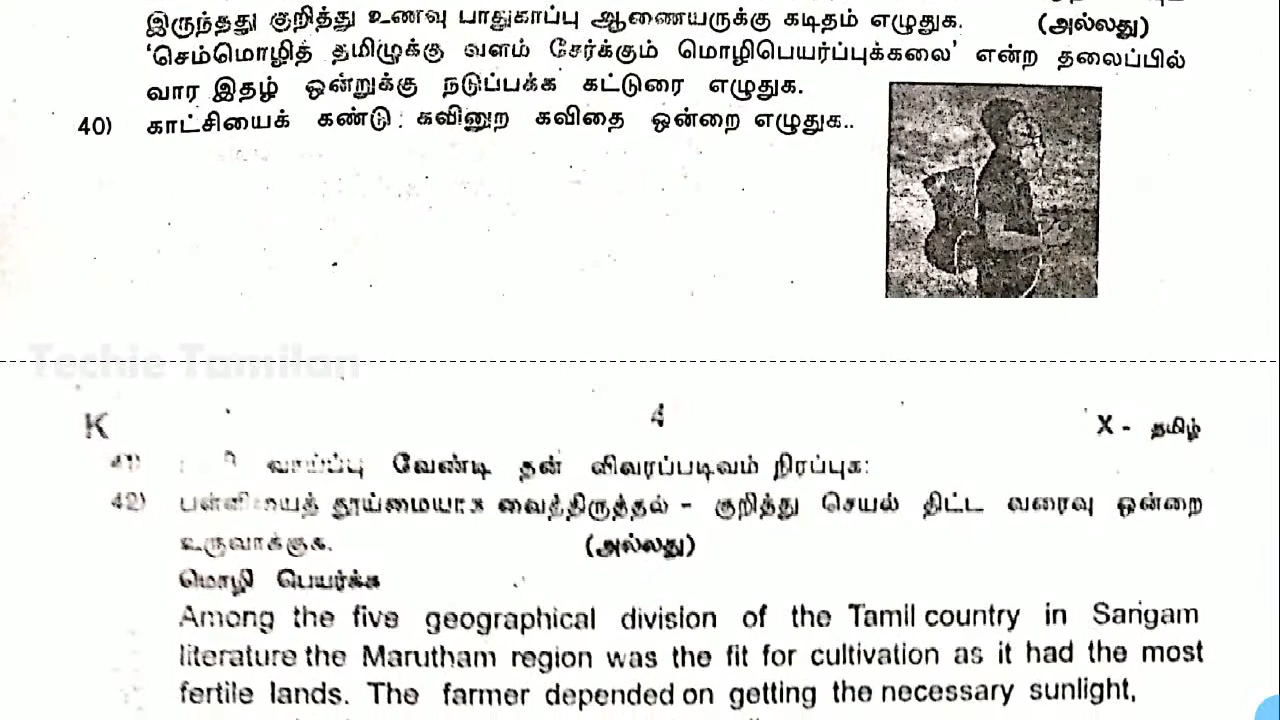 இருந்தது குறித்து உணவு பாதுகாப்பு ஆணையருக்கு கடிதம் எழுதுக. (அல்லது)
'செம்மொழித் தமிழுக்கு வளம் சேர்க்கும் மொழிபெயர்ப்புக்கலை' என்ற தலைப்பில்
வார இதழ் ஒன்றுக்கு நடுப்பக்க கட்டுரை எழுதுக.
40) காட்சியைக் கண்டு கவினுற கவிதை ஒன்றை எழுதுக..
Techie Tamilan
K 4 X - தமிழ்
41) வாய்ப்பு வேண்டி தன் விவரப்படிவம் நிரப்புக:
42) பள்ளியைத் தூய்மையாக வைத்திருத்தல் - குறித்து செயல் திட்ட வரைவு ஒன்றை
உருவாக்குக. (அல்லது)
மொழி பெயர்க்க
Among the five geographical division of the Tamil country in Sangam
literature the Marutham region was the fit for cultivation as it had the most
fertile lands. The farmer depended on getting the necessary sunlight,